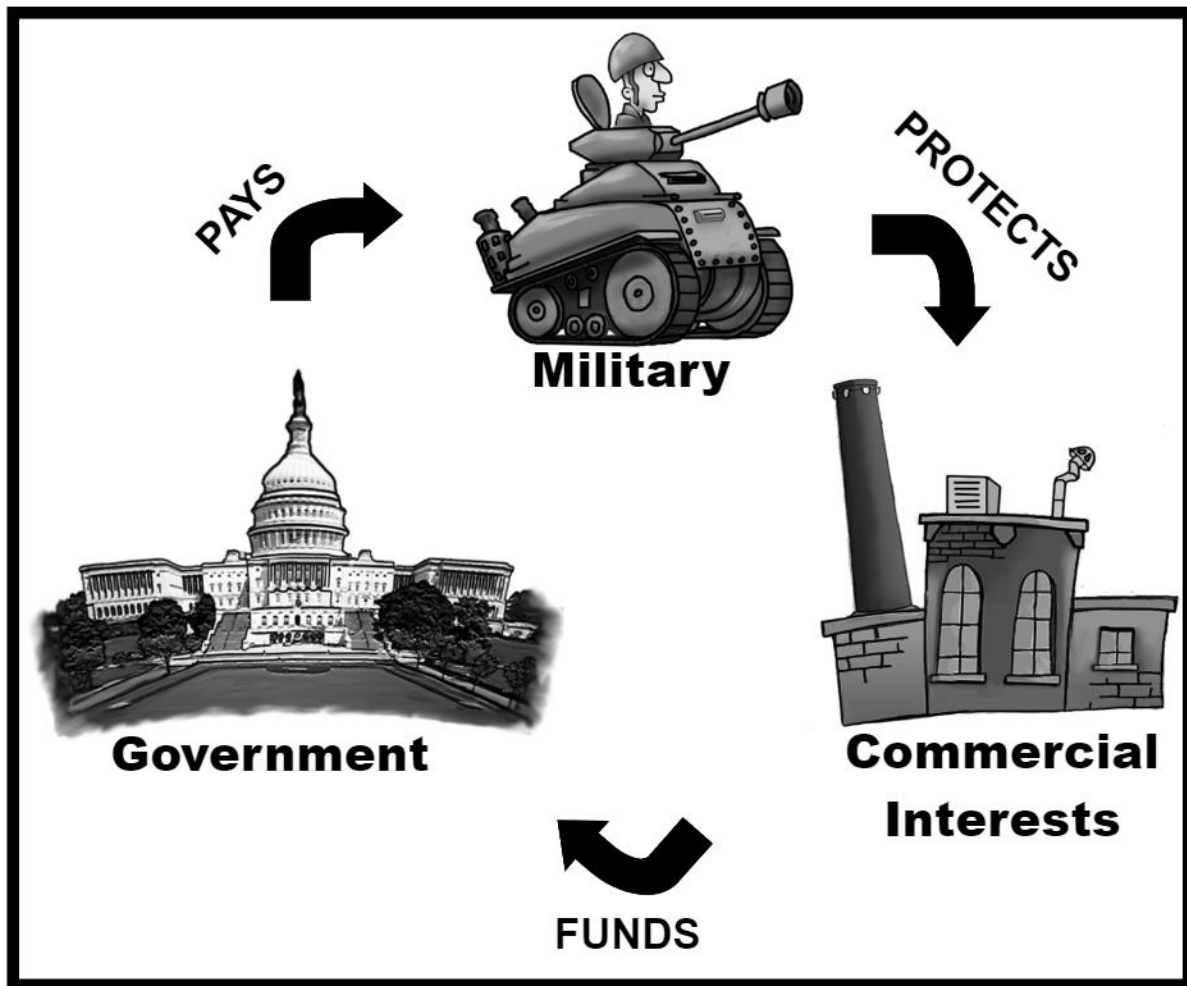 PAYS
PROTECTS
Military
Government
Commercial
Interests
FUNDS